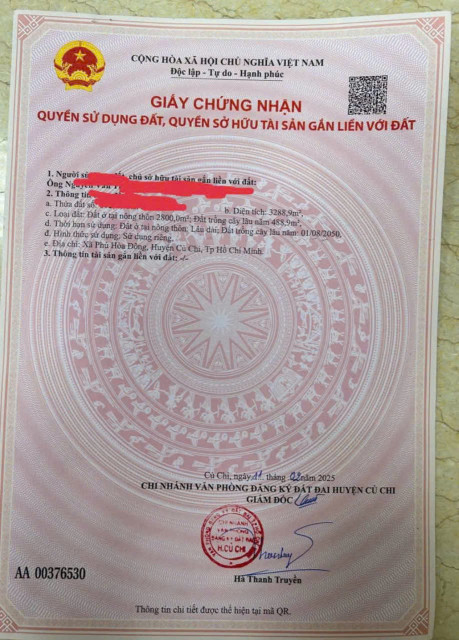 CỘNG HÒA XÃ HỘI CHỦ NGHĨA VIỆT NAM
Độc lập - Tự do - Hạnh phúc
GIẤY CHỨNG NHẬN
QUYỀN SỬ DỤNG ĐẤT, QUYỀN SỞ HỮU TÀI SẢN GẮN LIỀN VỚI ĐẤT
1. Người chủ sở hữu tài sản gắn liền với đất:
Ông
2. Thông tin
a. Thửa đất số: b. Diện tích: 3288,9m².
c. Loại đất: Đất ở tại nông thôn 2800,0m²; Đất trồng cây lâu năm 488,9m².
d. Thời hạn sử dụng: Đất ở tại nông thôn: Lâu dài; Đất trồng cây lâu năm: 01/08/2050.
đ. Hình thức sử dụng: Sử dụng riêng.
e. Địa chỉ: Xã Phú Hòa Đông, Huyện Củ Chi, Tp Hồ Chí Minh.
3. Thông tin tài sản gắn liền với đất: -/-
Củ Chi, ngày 11 tháng 02 năm 2025
CHI NHÁNH VĂN PHÒNG ĐĂNG KÝ ĐẤT ĐAI HUYỆN CỦ CHI
GIÁM ĐỐC
CHI NHÁNH
VĂN PHÒNG
ĐĂNG KÝ ĐẤT ĐAI
H.CỦ CHI
Hà Thanh Truyền
AA 00376530
Thông tin chi tiết được thể hiện tại mã QR.